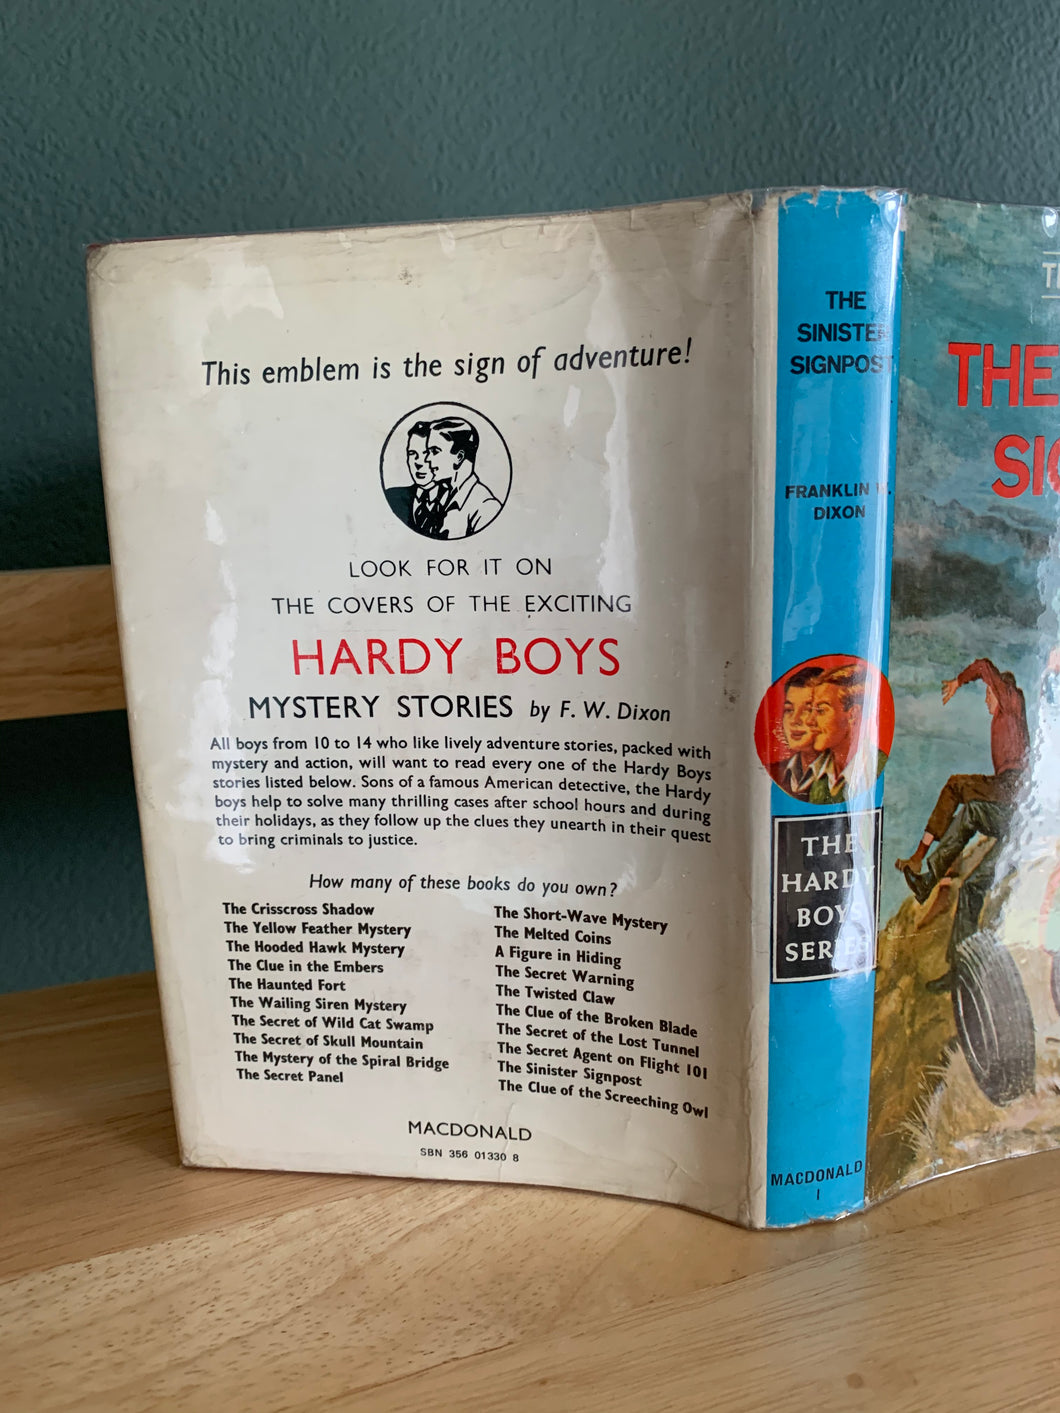 This emblem is the sign of adventure!
LOOK FOR IT ON
THE COVERS OF THE EXCITING
HARDY BOYS
MYSTERY STORIES by F. W. Dixon
All boys from 10 to 14 who like lively adventure stories, packed with
mystery and action, will want to read every one of the Hardy Boys
stories listed below. Sons of a famous American detective, the Hardy
boys help to solve many thrilling cases after school hours and during
their holidays, as they follow up the clues they unearth in their quest
to bring criminals to justice.
How many of these books do you own?
The Crisscross Shadow
The Yellow Feather Mystery
The Hooded Hawk Mystery
The Clue in the Embers
The Haunted Fort
The Wailing Siren Mystery
The Secret of Wild Cat Swamp
The Secret of Skull Mountain
The Mystery of the Spiral Bridge
The Secret Panel
The Short-Wave Mystery
The Melted Coins
A Figure in Hiding
The Secret Warning
The Twisted Claw
The Clue of the Broken Blade
The Secret of the Lost Tunnel
The Secret Agent on Flight 101
The Sinister Signpost
The Clue of the Screeching Owl
MACDONALD
SBN 356 01330 8
THE
SINISTER
SIGNPOST
FRANKLIN W.
DIXON
THE
HARDY
BOYS
SERIES
MACDONALD
1
THE